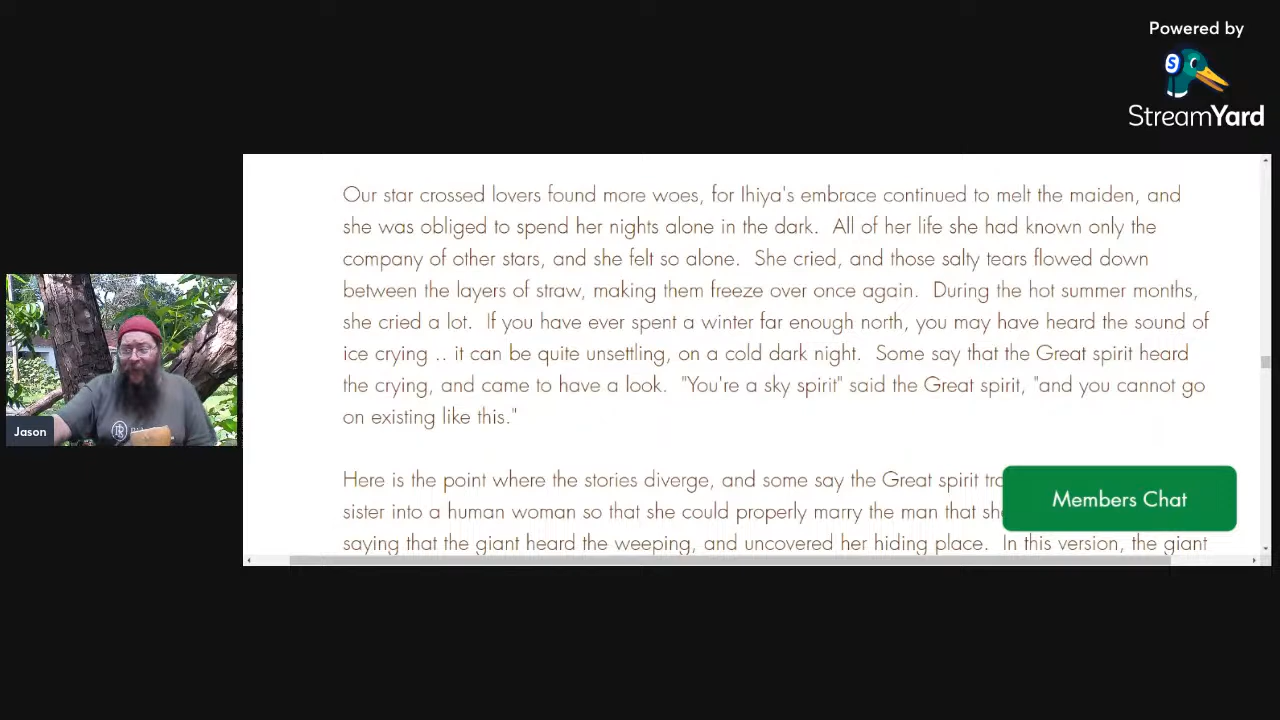 Powered by
StreamYard
Our star crossed lovers found more woes, for Ihiya's embrace continued to melt the maiden, and
she was obliged to spend her nights alone in the dark.  All of her life she had known only the
company of other stars, and she felt so alone.  She cried, and those salty tears flowed down
between the layers of straw, making them freeze over once again.  During the hot summer months,
she cried a lot.  If you have ever spent a winter far enough north, you may have heard the sound of
ice crying .. it can be quite unsettling, on a cold dark night.  Some say that the Great spirit heard
the crying, and came to have a look.  "You're a sky spirit" said the Great spirit, "and you cannot go
on existing like this."
Here is the point where the stories diverge, and some say the Great spirit
sister into a human woman so that she could properly marry the man that
saying that the giant heard the weeping, and uncovered her hiding place.  In this version, the giant
Members Chat
Jason